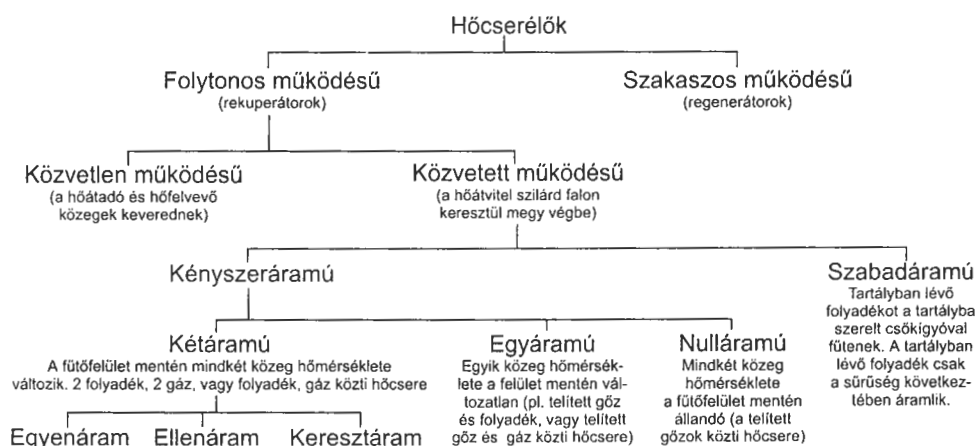 Hőcserélők
Folytonos működésű
(rekuperátorok)
Szakaszos működésű
(regenerátorok)
Közvetlen működésű
(a hőátadó és hőfelvevő
közegek keverednek)
Közvetett működésű
(a hőátvitel szilárd falon
keresztül megy végbe)
Kényszeráramú
Szabadáramú
Tartályban lévő
folyadékot a tartályba
szerelt csőkígyóval
fűtenek. A tartályban
lévő folyadék csak
a sűrűség következ-
tében áramlik.
Kétáramú
A fűtőfelület mentén mindkét közeg hőmérséklete
változik. 2 folyadék, 2 gáz, vagy folyadék, gáz közti hőcsere
Egyáramú
Egyik közeg hőmérsék-
lete a felület mentén vál-
tozatlan (pl. telített gőz
és folyadék, vagy telített
gőz és gáz közti hőcsere)
Nulláramú
Mindkét közeg
hőmérséklete
a fűtőfelület mentén
állandó (a telített
gőzok közti hőcsere)
Egyenáram
Ellenáram
Keresztáram